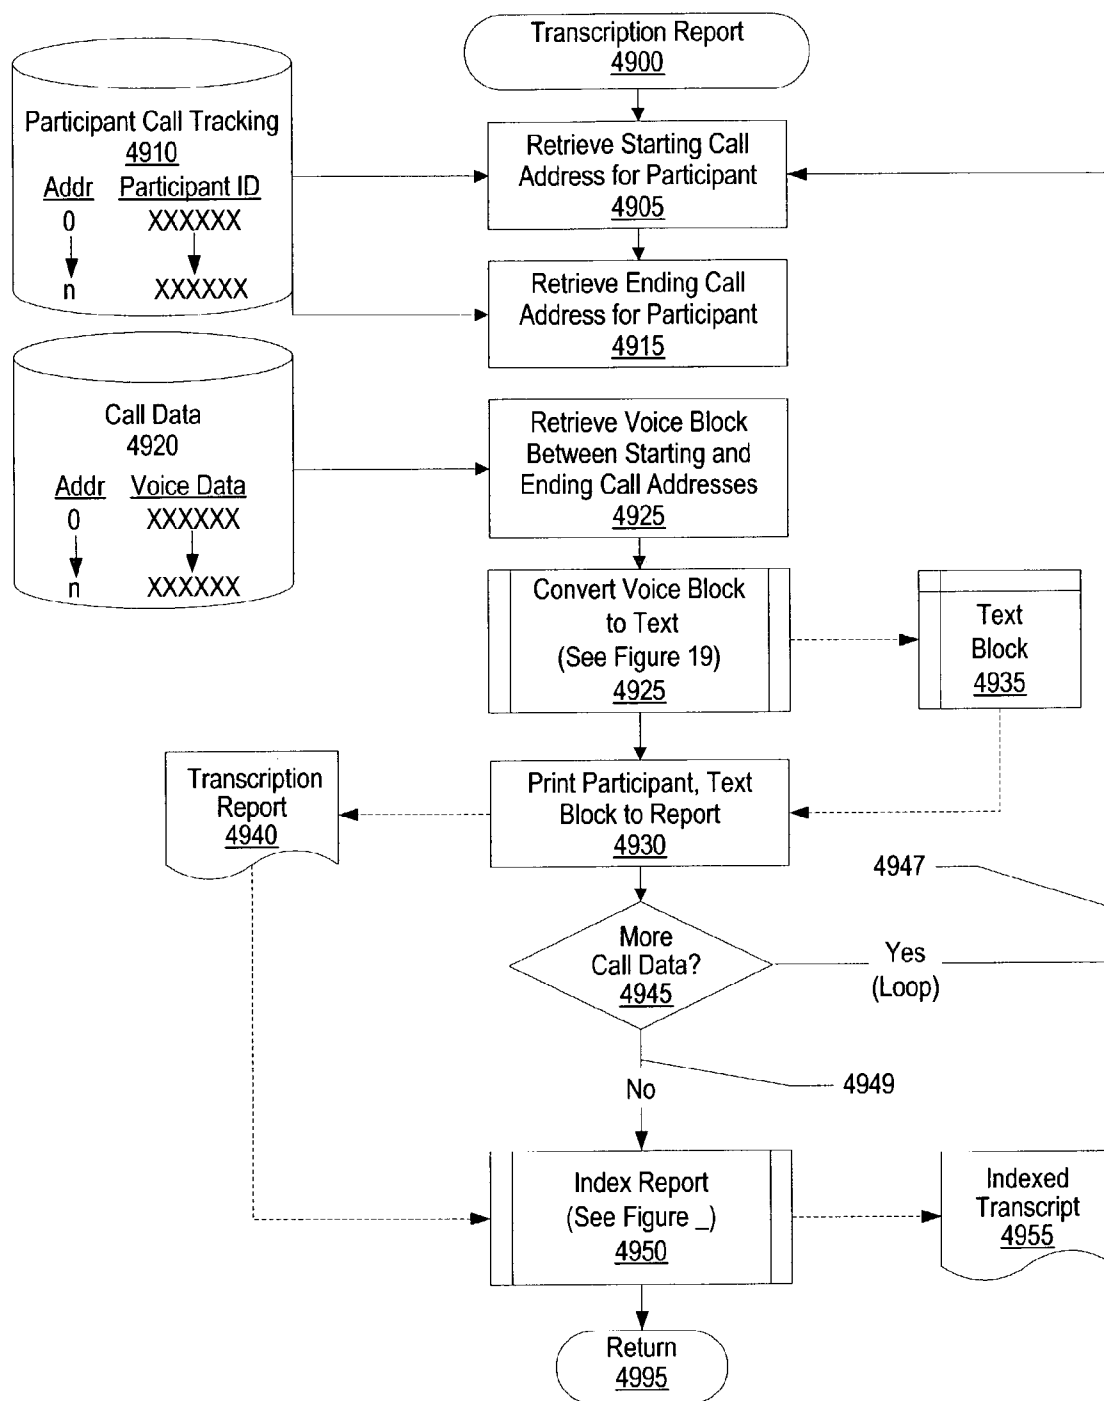 Transcription Report
4900
Participant Call Tracking
4910
Addr Participant ID
0 XXXXXX
n XXXXXX
Retrieve Starting Call
Address for Participant
4905
Retrieve Ending Call
Address for Participant
4915
Call Data
4920
Addr Voice Data
0 XXXXXX
n XXXXXX
Retrieve Voice Block
Between Starting and
Ending Call Addresses
4925
Convert Voice Block
to Text
(See Figure 19)
4925
Text
Block
4935
Transcription
Report
4940
Print Participant, Text
Block to Report
4930
4947
More
Call Data?
4945
Yes
(Loop)
4949
No
Index Report
(See Figure _)
4950
Indexed
Transcript
4955
Return
4995